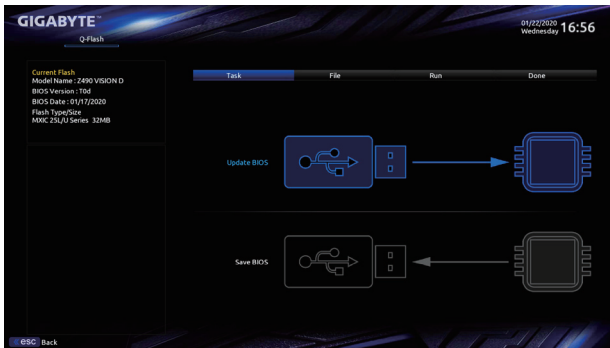 GIGABYTE™
Q-Flash
01/22/2020
Wednesday 16:56
Current Flash
Model Name : Z490 VISION D
BIOS Version : T0d
BIOS Date : 01/17/2020
Flash Type/Size
MXIC 25L/U Series 32MB
Task File Run Done
Update BIOS
Save BIOS
esc Back